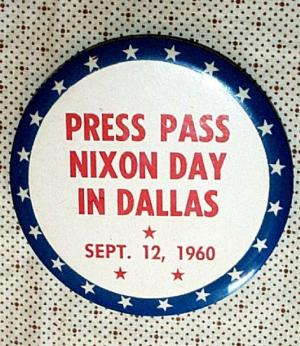 PRESS PASS
NIXON DAY
IN DALLAS
SEPT. 12, 1960